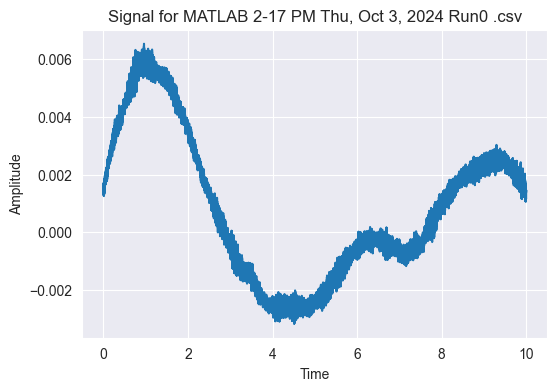 Signal for MATLAB 2-17 PM Thu, Oct 3, 2024 Run0 .csv
0.006
0.004
0.002
0.000
−0.002
Amplitude
0 2 4 6 8 10
Time